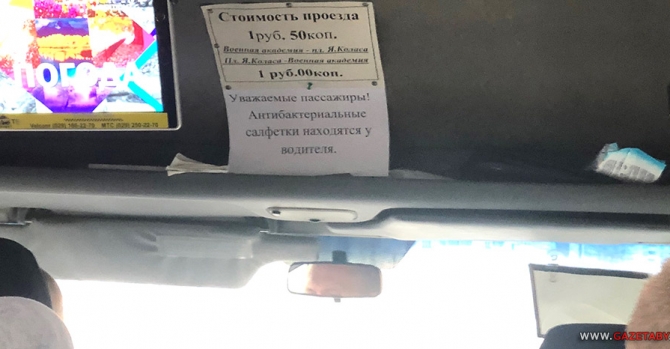 ПОГОДА
Стоимость проезда
1руб. 50коп.
Военная академия - пл. Я.Коласа
Пл. Я.Коласа - Военная академия
1 руб.00коп.
Уважаемые пассажиры!
Антибактериальные
салфетки находятся у
водителя.
WWW.GAZETABY